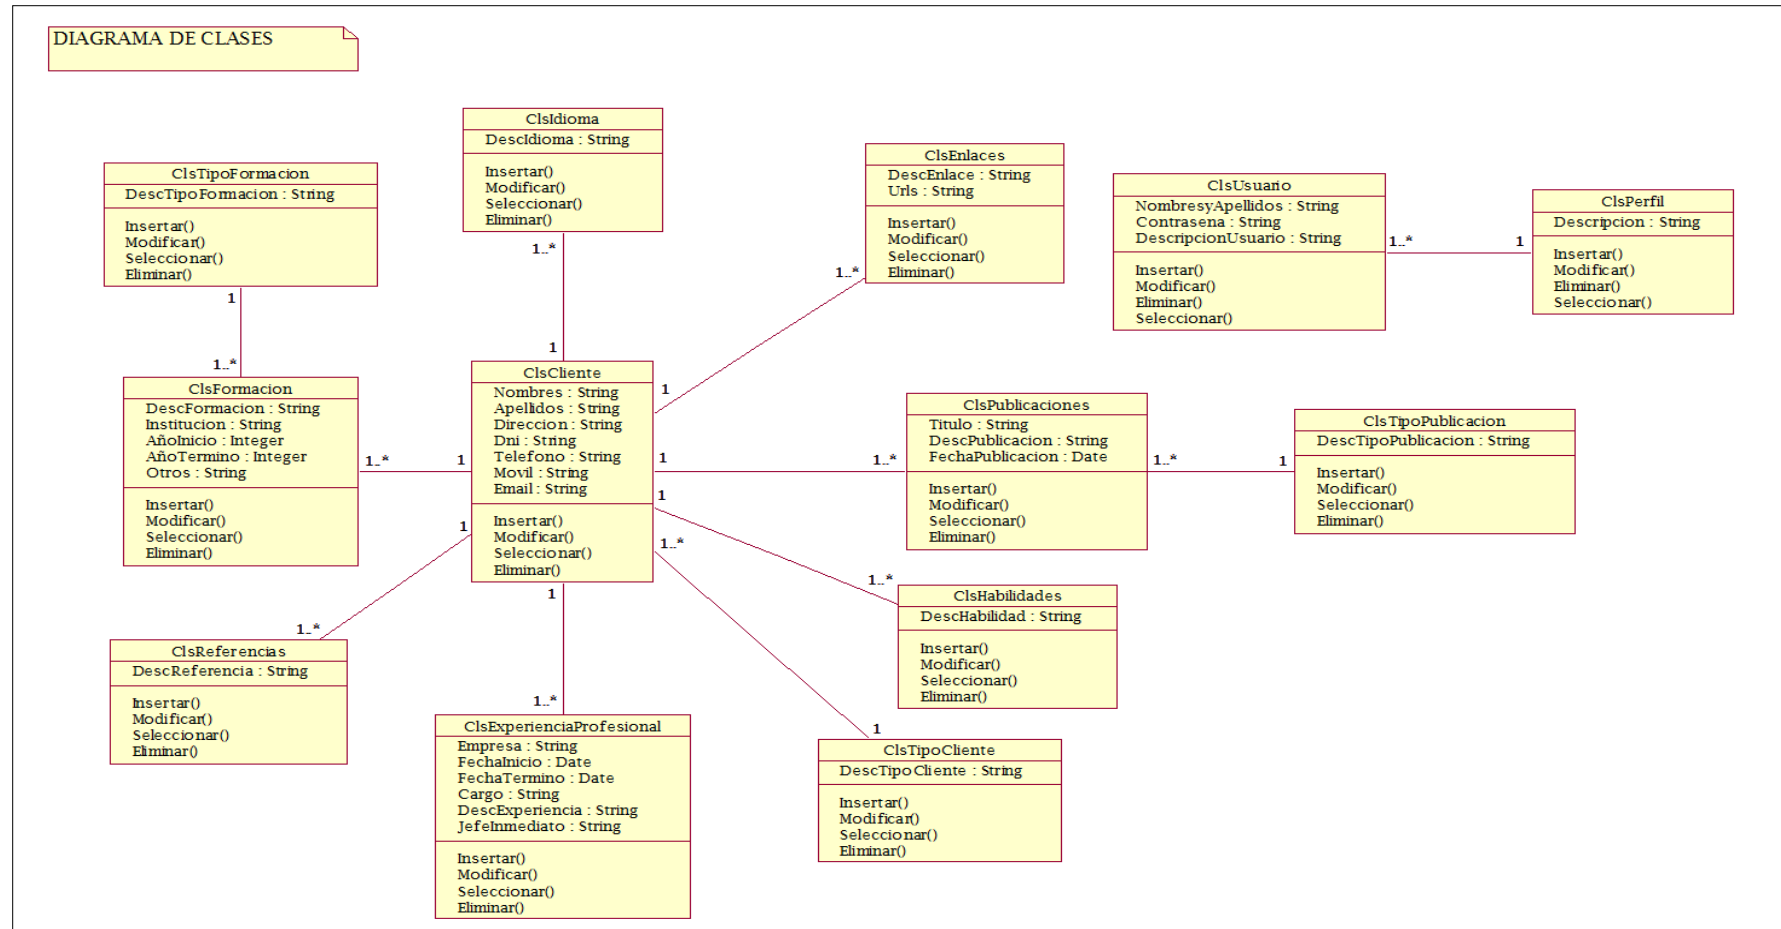 DIAGRAMA DE CLASES
ClsIdioma
DescIdioma : String
Insertar()
Modificar()
Seleccionar()
Eliminar()
1..*
1
ClsTipoFormacion
DescTipoFormacion : String
Insertar()
Modificar()
Seleccionar()
Eliminar()
1
1..*
ClsEnlaces
DescEnlace : String
Urls : String
Insertar()
Modificar()
Seleccionar()
Eliminar()
1..*
1
ClsUsuario
NombresyApellidos : String
Contrasena : String
DescripcionUsuario : String
Insertar()
Modificar()
Eliminar()
Seleccionar()
1..*
1
ClsPerfil
Descripcion : String
Insertar()
Modificar()
Eliminar()
Seleccionar()
ClsFormacion
DescFormacion : String
Institucion : String
AñoInicio : Integer
AñoTermino : Integer
Otros : String
Insertar()
Modificar()
Seleccionar()
Eliminar()
1..*
1
ClsCliente
Nombres : String
Apellidos : String
Direccion : String
Dni : String
Telefono : String
Movil : String
Email : String
Insertar()
Modificar()
Seleccionar()
Eliminar()
1
1..*
ClsPublicaciones
Titulo : String
DescPublicacion : String
FechaPublicacion : Date
Insertar()
Modificar()
Seleccionar()
Eliminar()
1..*
1
ClsTipoPublicacion
DescTipoPublicacion : String
Insertar()
Modificar()
Seleccionar()
Eliminar()
1
1..*
ClsHabilidades
DescHabilidad : String
Insertar()
Modificar()
Seleccionar()
Eliminar()
1
1..*
ClsReferencias
DescReferencia : String
Insertar()
Modificar()
Seleccionar()
Eliminar()
1
1..*
ClsExperienciaProfesional
Empresa : String
FechaInicio : Date
FechaTermino : Date
Cargo : String
DescExperiencia : String
JefeInmediato : String
Insertar()
Modificar()
Seleccionar()
Eliminar()
1..*
1
ClsTipoCliente
DescTipoCliente : String
Insertar()
Modificar()
Seleccionar()
Eliminar()